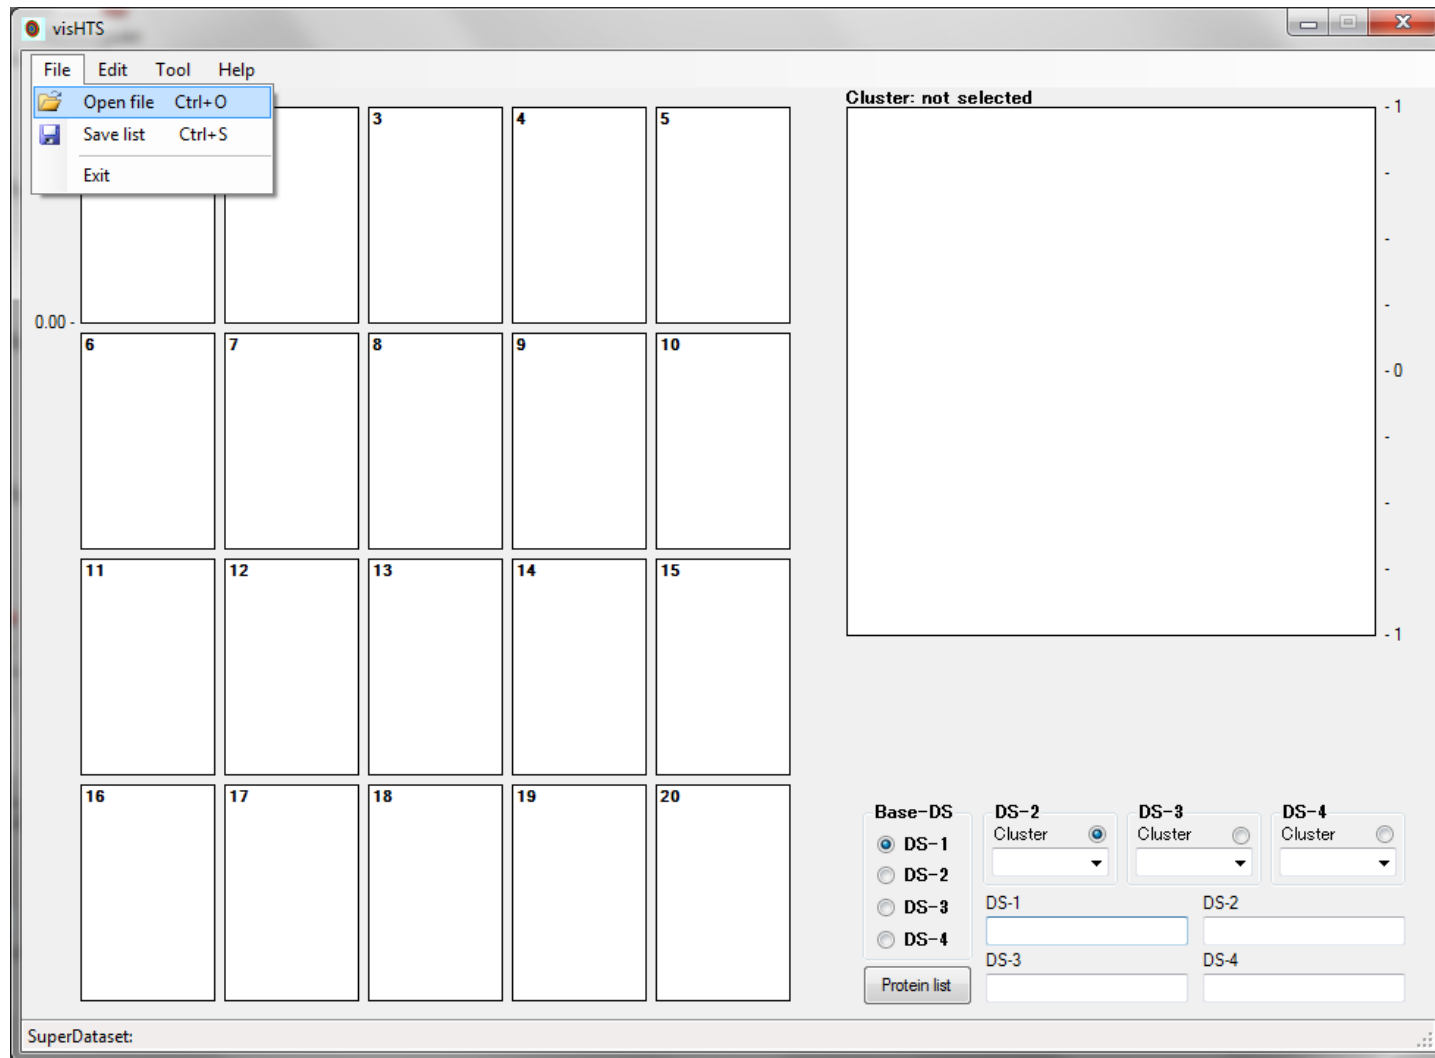 visHTS
File Edit Tool Help
Open file Ctrl+O
Save list Ctrl+S
Exit
Cluster: not selected
3 4 5
- 1
-
-
-
0.00 -
6 7 8 9 10
- 0
-
-
11 12 13 14 15
-
- 1
16 17 18 19 20
Base-DS
DS-1
DS-2
DS-3
DS-4
DS-2
Cluster
DS-3
Cluster
DS-4
Cluster
DS-1 DS-2
DS-3 DS-4
Protein list
SuperDataset: